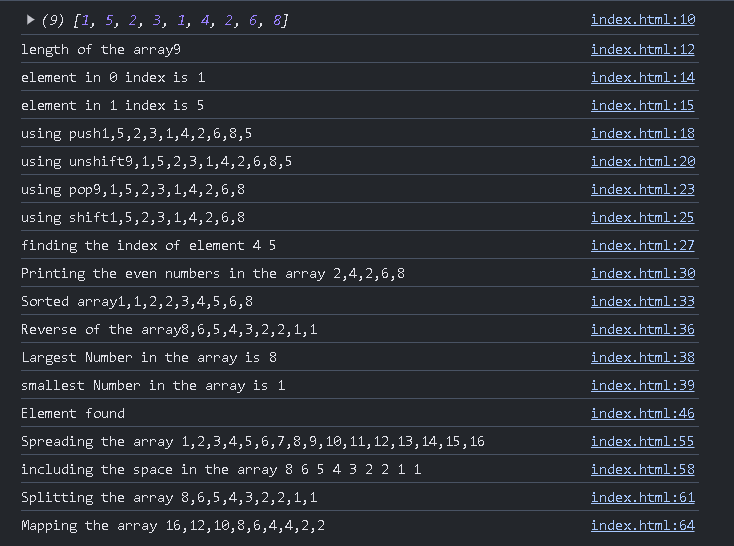 ▶ (9) [1, 5, 2, 3, 1, 4, 2, 6, 8] index.html:10
length of the array9 index.html:12
element in 0 index is 1 index.html:14
element in 1 index is 5 index.html:15
using push1,5,2,3,1,4,2,6,8,5 index.html:18
using unshift9,1,5,2,3,1,4,2,6,8,5 index.html:20
using pop9,1,5,2,3,1,4,2,6,8 index.html:23
using shift1,5,2,3,1,4,2,6,8 index.html:25
finding the index of element 4 5 index.html:27
Printing the even numbers in the array 2,4,2,6,8 index.html:30
Sorted array1,1,2,2,3,4,5,6,8 index.html:33
Reverse of the array8,6,5,4,3,2,2,1,1 index.html:36
Largest Number in the array is 8 index.html:38
smallest Number in the array is 1 index.html:39
Element found index.html:46
Spreading the array 1,2,3,4,5,6,7,8,9,10,11,12,13,14,15,16 index.html:55
including the space in the array 8 6 5 4 3 2 2 1 1 index.html:58
Splitting the array 8,6,5,4,3,2,2,1,1 index.html:61
Mapping the array 16,12,10,8,6,4,4,2,2 index.html:64